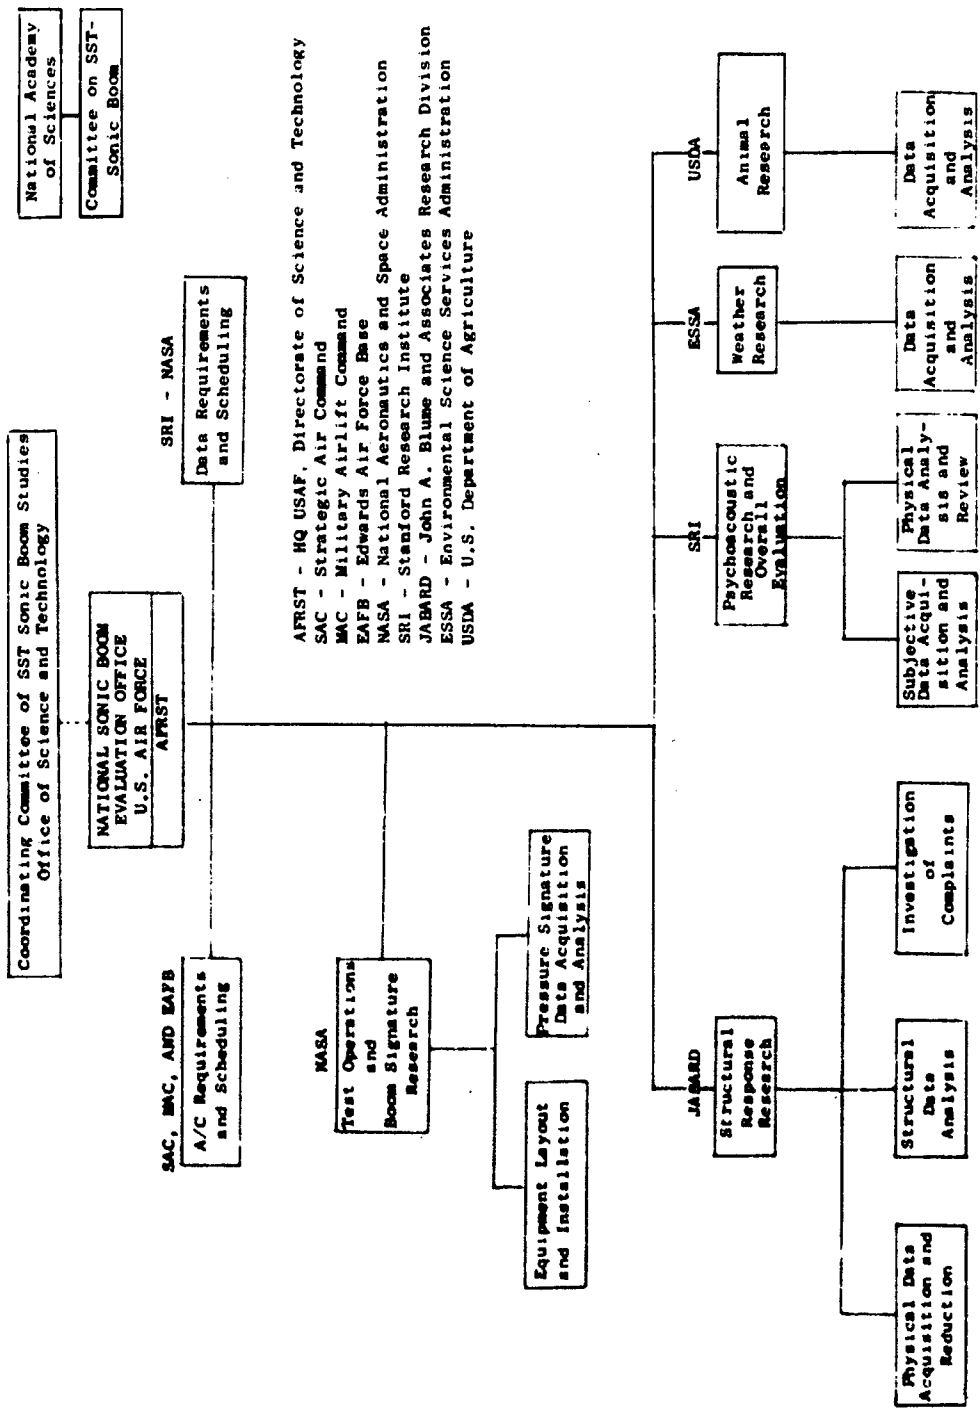 National Academy
of Sciences
Committee on SST-
Sonic Boom
Coordinating Committee of SST Sonic Boom Studies
Office of Science and Technology
NATIONAL SONIC BOOM
EVALUATION OFFICE
U.S. AIR FORCE
AFRST
SAC, MAC, AND EAFB
A/C Requirements
and Scheduling
SRI - NASA
Data Requirements
and Scheduling
AFRST - HQ USAF, Directorate of Science and Technology
SAC - Strategic Air Command
MAC - Military Airlift Command
EAFB - Edwards Air Force Base
NASA - National Aeronautics and Space Administration
SRI - Stanford Research Institute
JABARD - John A. Blume and Associates Research Division
ESSA - Environmental Science Services Administration
USDA - U.S. Department of Agriculture
NASA
Test Operations
and
Boom Signature
Research
Equipment Layout
and Installation
Pressure Signature
Data Acquisition
and Analysis
JABARD
Structural
Response
Research
Physical Data
Acquisition and
Reduction
Structural
Data
Analysis
Investigation
of
Complaints
SRI
Psychoacoustic
Research and
Overall
Evaluation
Subjective
Data Acqui-
sition and
Analysis
Physical
Data Analy-
sis and
Review
ESSA
Weather
Research
Data
Acquisition
and
Analysis
USDA
Animal
Research
Data
Acquisition
and
Analysis